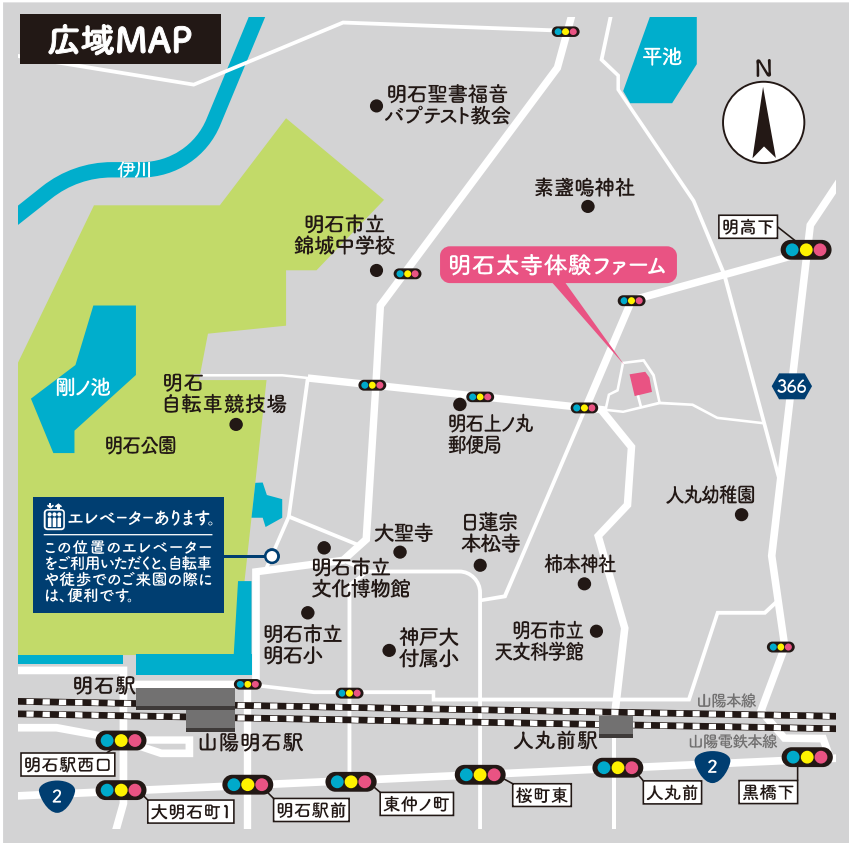 広域MAP
平池
N
明石聖書福音
バプテスト教会
伊川
素盞嗚神社
明石市立
錦城中学校
明高下
明石太寺体験ファーム
剛ノ池
明石
自転車競技場
366
明石上ノ丸
郵便局
明石公園
人丸幼稚園
エレベーターあります。
この位置のエレベーター
をご利用いただくと、自転車
や徒歩でのご来園の際に
は、便利です。
大聖寺
日蓮宗
本松寺
明石市立
文化博物館
柿本神社
明石市立
明石小
神戸大
付属小
明石市立
天文科学館
明石駅
山陽本線
山陽明石駅
人丸前駅
山陽電鉄本線
明石駅西口
2
2
大明石町1
明石駅前
東仲ノ町
桜町東
人丸前
黒橋下